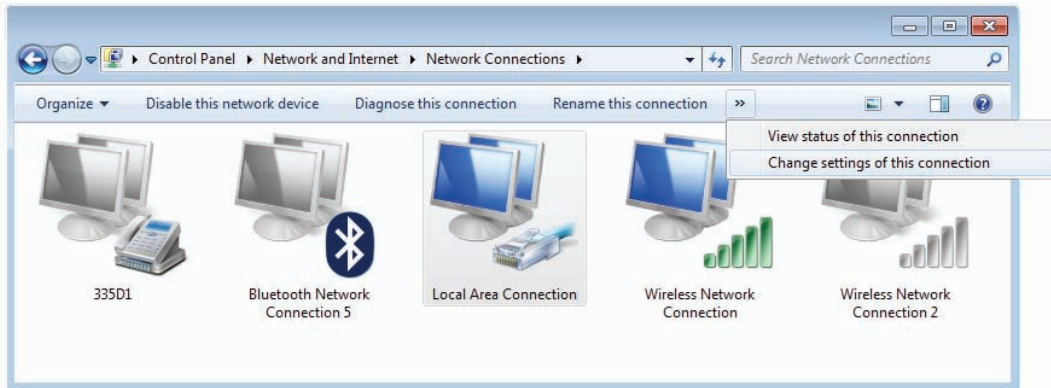 Control Panel ▸ Network and Internet ▸ Network Connections ▸ Search Network Connections
Organize ▾ Disable this network device Diagnose this connection Rename this connection »
View status of this connection
Change settings of this connection
335D1
Bluetooth Network
Connection 5
Local Area Connection
Wireless Network
Connection
Wireless Network
Connection 2